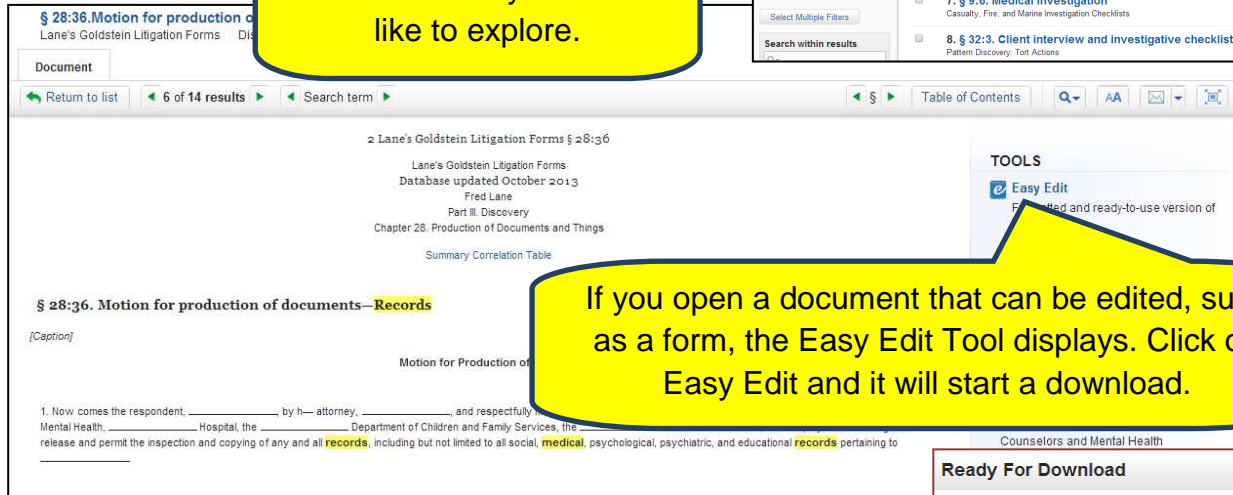 § 28:36.Motion for production o
Lane's Goldstein Litigation Forms Dis
like to explore.
Select Multiple Filters
Search within results
7. § 9:6. Medical investigation
Casualty, Fire, and Marine Investigation Checklists
8. § 32:3. Client interview and investigative checklist
Pattern Discovery: Tort Actions
Document
Return to list 6 of 14 results Search term § Table of Contents AA
2 Lane's Goldstein Litigation Forms § 28:36
Lane's Goldstein Litigation Forms
Database updated October 2013
Fred Lane
Part III. Discovery
Chapter 28. Production of Documents and Things
Summary Correlation Table
TOOLS
Easy Edit
and ready-to-use version of
§ 28:36. Motion for production of documents—Records
[Caption]
Motion for Production of
If you open a document that can be edited, su
as a form, the Easy Edit Tool displays. Click o
Easy Edit and it will start a download.
1. Now comes the respondent, ____________, by h— attorney, ____________, and respectfully
Mental Health, ____________ Hospital, the ____________ Department of Children and Family Services, the
release and permit the inspection and copying of any and all records, including but not limited to all social, medical, psychological, psychiatric, and educational records pertaining to
____________
Counselors and Mental Health
Ready For Download